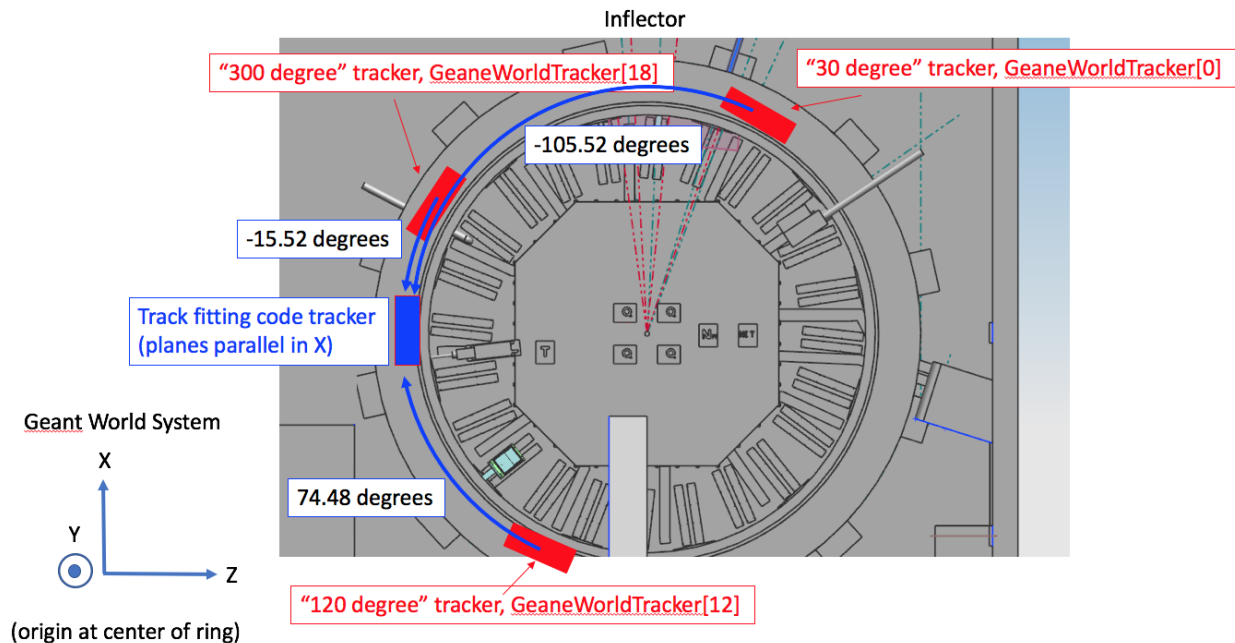 Inflector
"300 degree" tracker, GeaneWorldTracker[18]
"30 degree" tracker, GeaneWorldTracker[0]
-105.52 degrees
-15.52 degrees
Track fitting code tracker
(planes parallel in X)
Q
Q
T
Q
Q
Geant World System
X
Y
Z
(origin at center of ring)
74.48 degrees
"120 degree" tracker, GeaneWorldTracker[12]